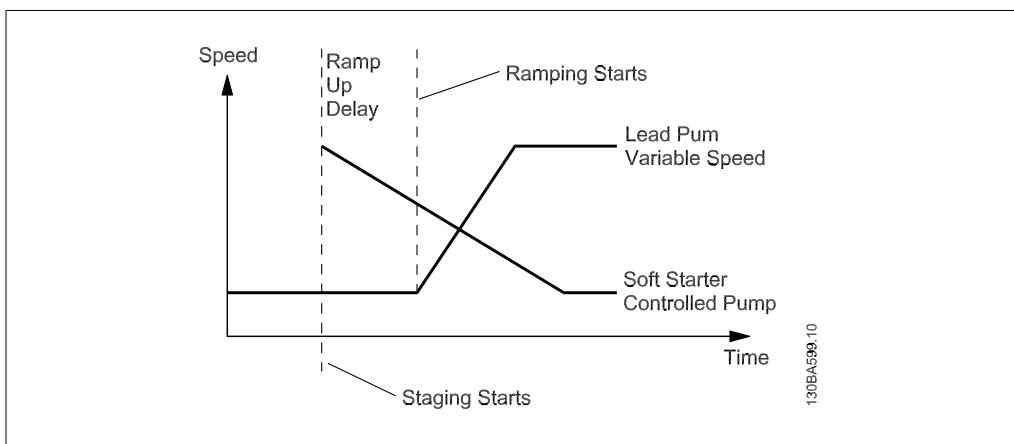 Speed
Ramp
Up
Delay
Ramping Starts
Lead Pum
Variable Speed
Soft Starter
Controlled Pump
Time
Staging Starts
130BA599.10